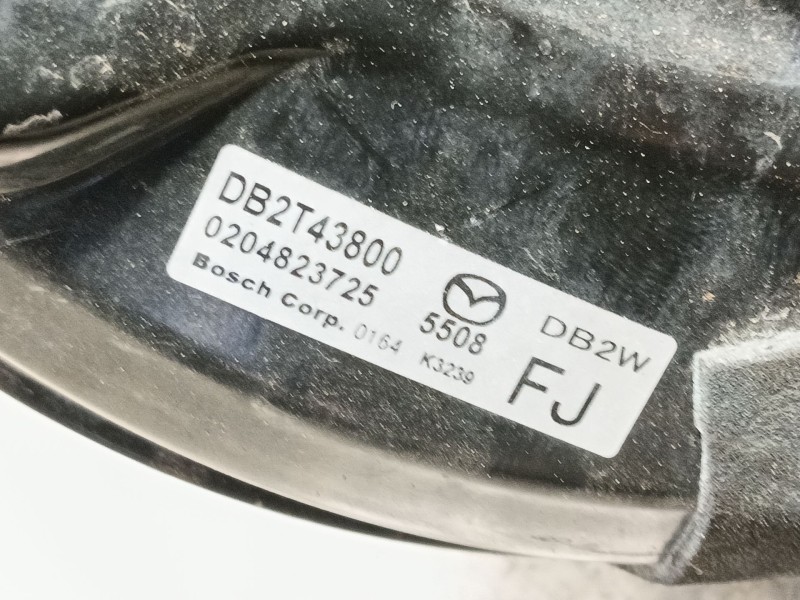 DB2T43800
0204823725
Bosch Corp. 0164
5508
K3239
DB2W
FJ